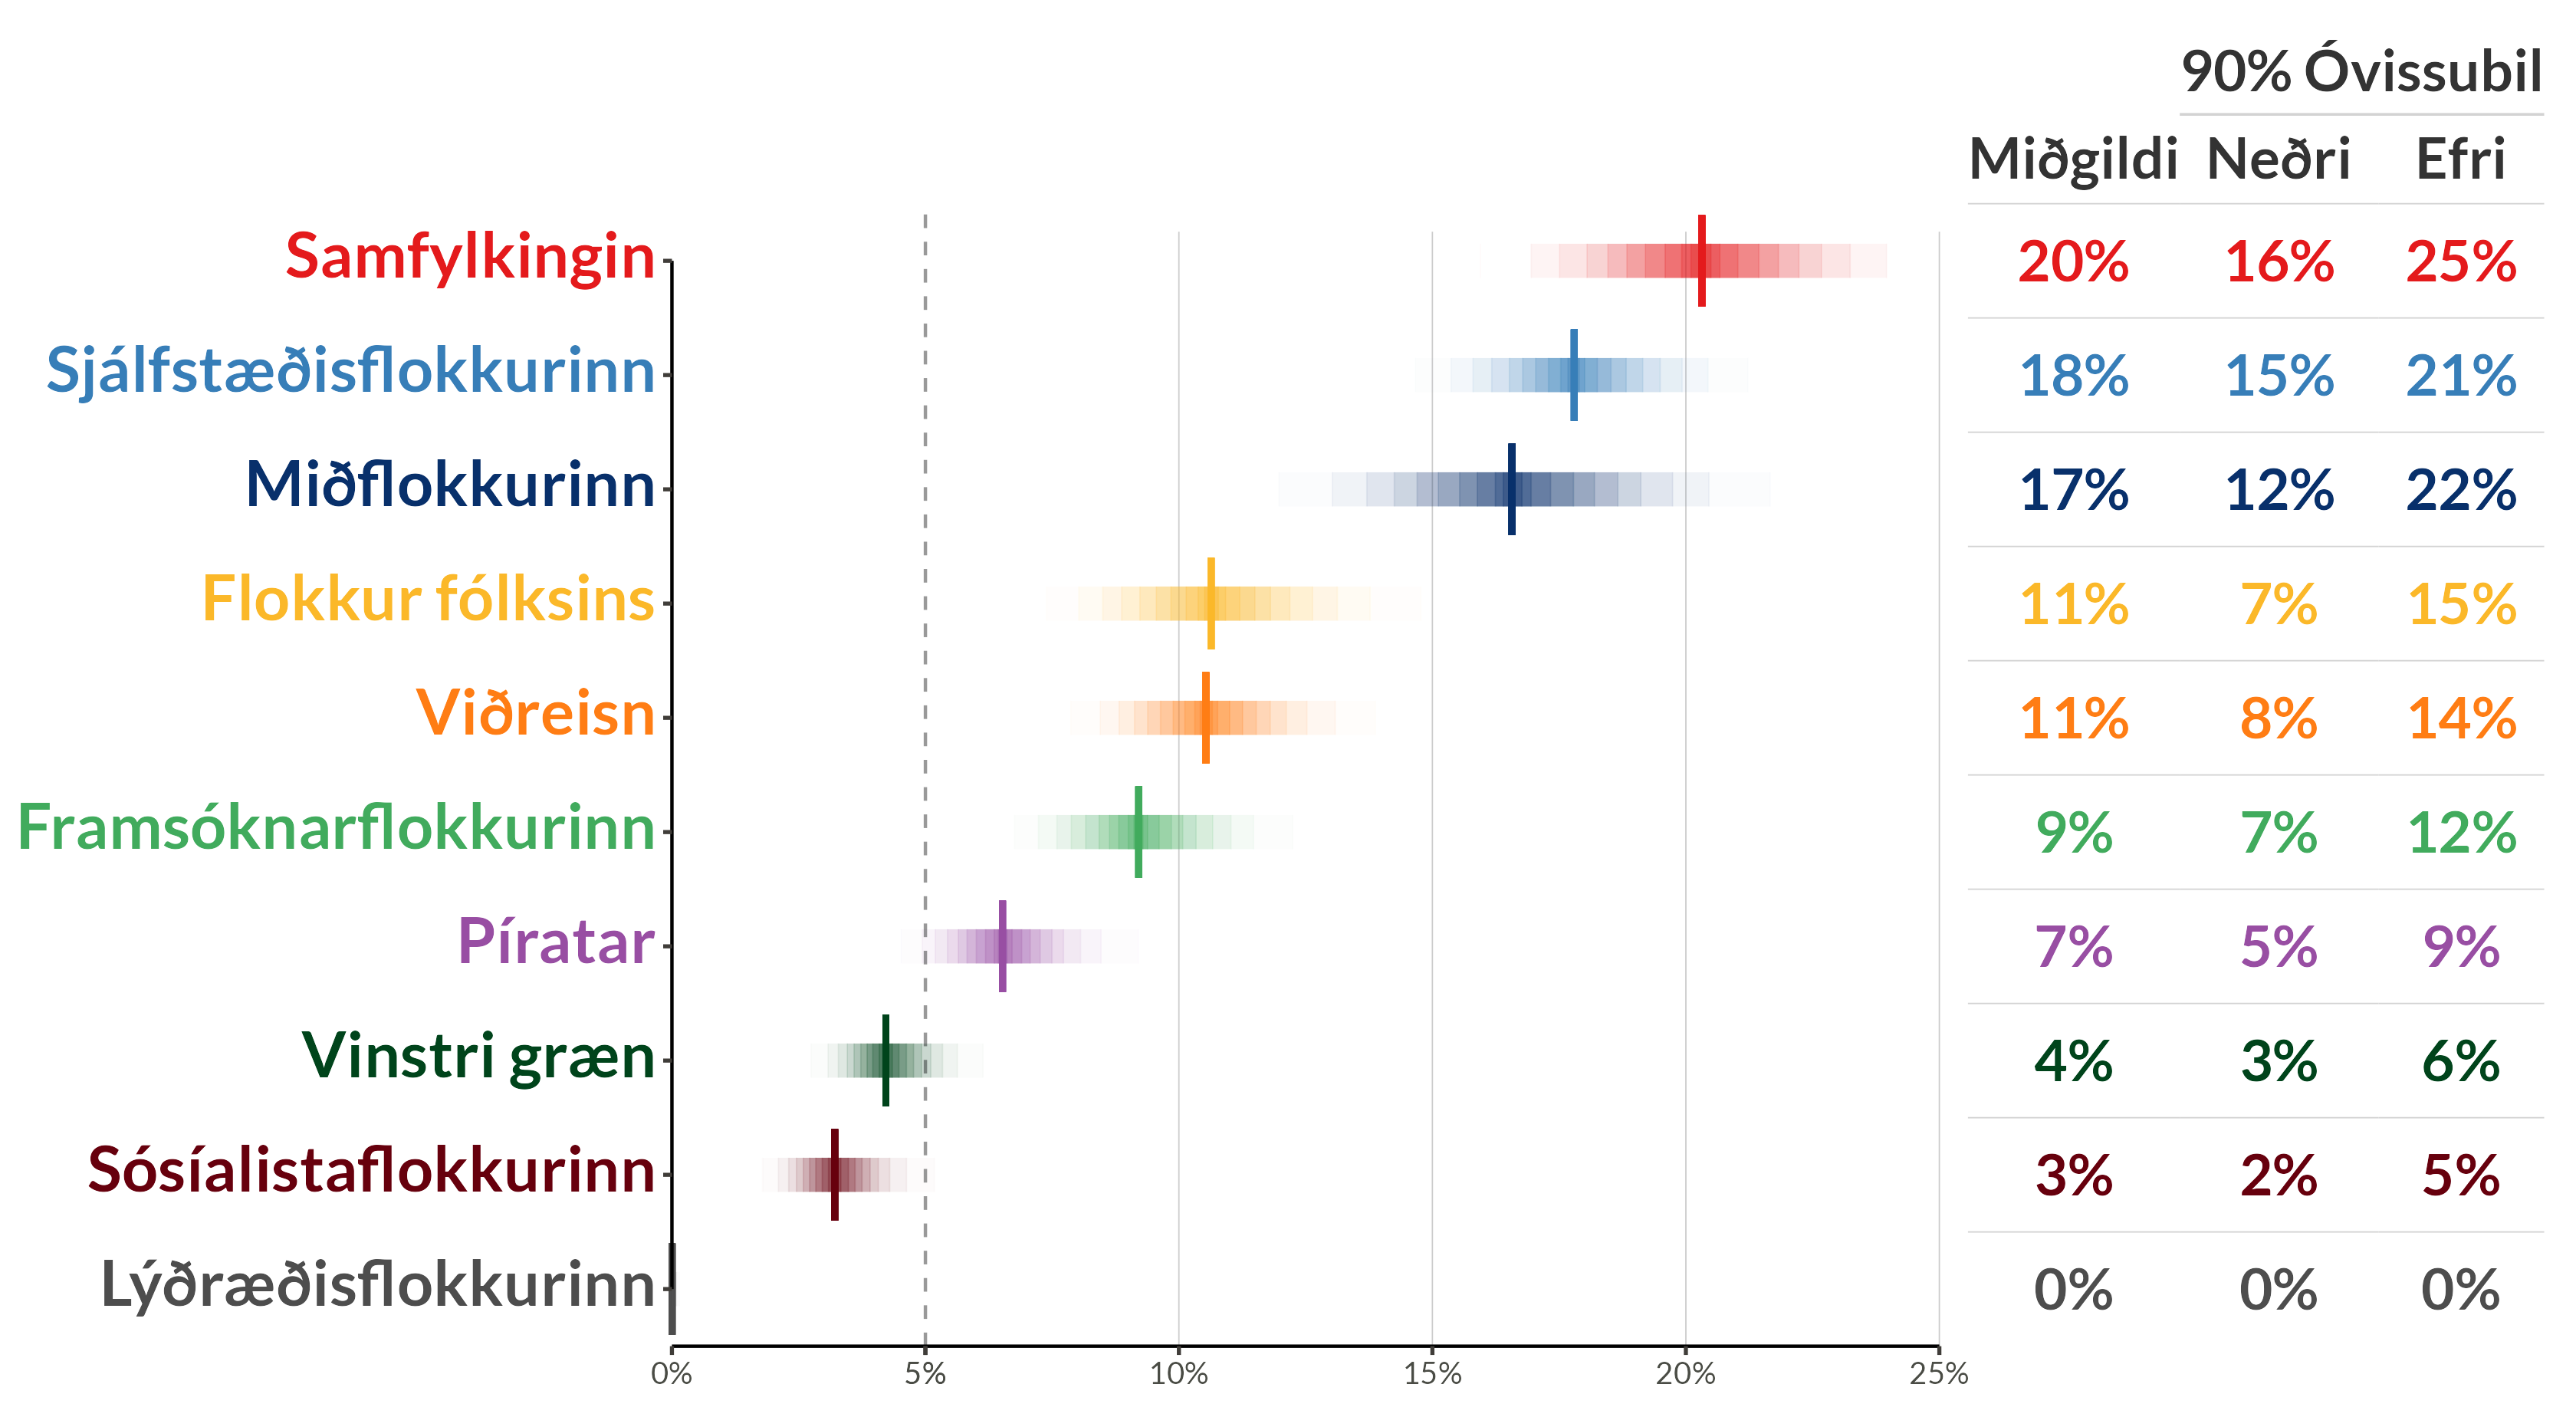 90% Óvissubil
Miðgildi Neðri Efri
Samfylkingin 20% 16% 25%
Sjálfstæðisflokkurinn 18% 15% 21%
Miðflokkurinn 17% 12% 22%
Flokkur fólksins 11% 7% 15%
Viðreisn 11% 8% 14%
Framsóknarflokkurinn 9% 7% 12%
Píratar 7% 5% 9%
Vinstri græn 4% 3% 6%
Sósíalistaflokkurinn 3% 2% 5%
Lýðræðisflokkurinn 0% 0% 0%
0% 5% 10% 15% 20% 25%